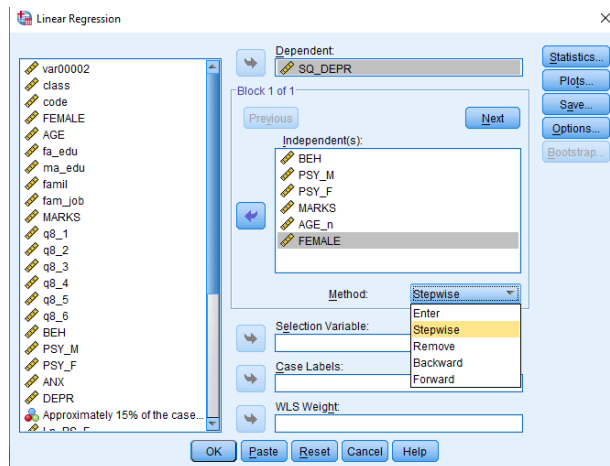 Linear Regression
var00002
class
code
FEMALE
AGE
fa_edu
ma_edu
famil
fam_job
MARKS
q8_1
q8_2
q8_3
q8_4
q8_5
q8_6
BEH
PSY_M
PSY_F
ANX
DEPR
Approximately 15% of the case...
Dependent:
SQ_DEPR
Block 1 of 1
Previous
Next
Independent(s):
BEH
PSY_M
PSY_F
MARKS
AGE_n
FEMALE
Method:
Stepwise
Enter
Stepwise
Remove
Backward
Forward
Selection Variable:
Case Labels:
WLS Weight:
Statistics...
Plots...
Save...
Options...
Bootstrap...
OK
Paste
Reset
Cancel
Help